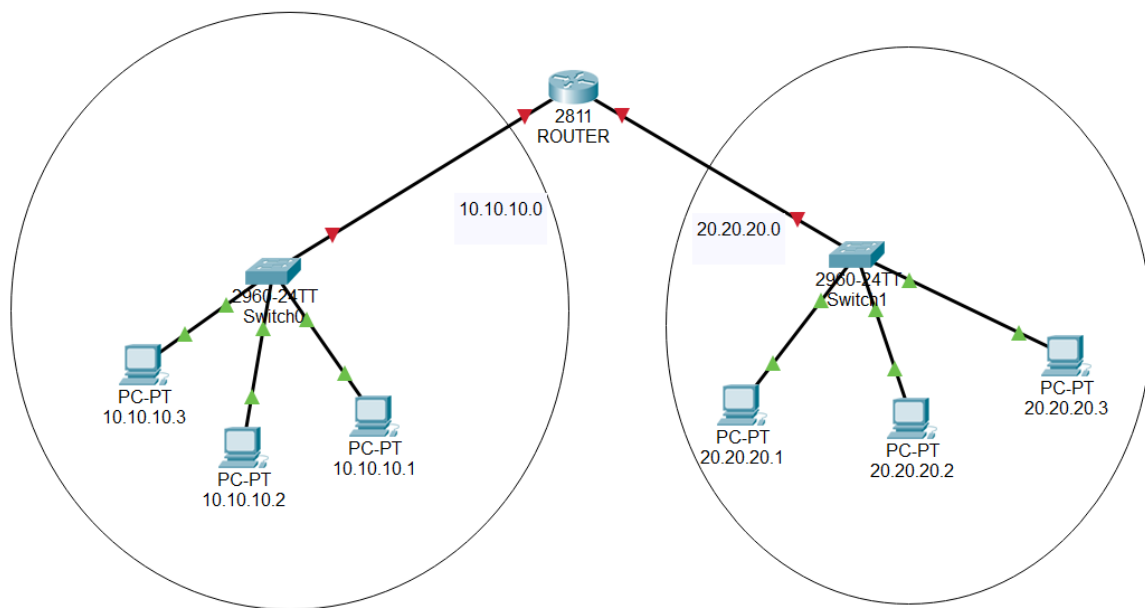 2811
ROUTER
10.10.10.0
20.20.20.0
2960-24TT
Switch0
2960-24TT
Switch1
PC-PT
10.10.10.3
PC-PT
10.10.10.2
PC-PT
10.10.10.1
PC-PT
20.20.20.1
PC-PT
20.20.20.2
PC-PT
20.20.20.3